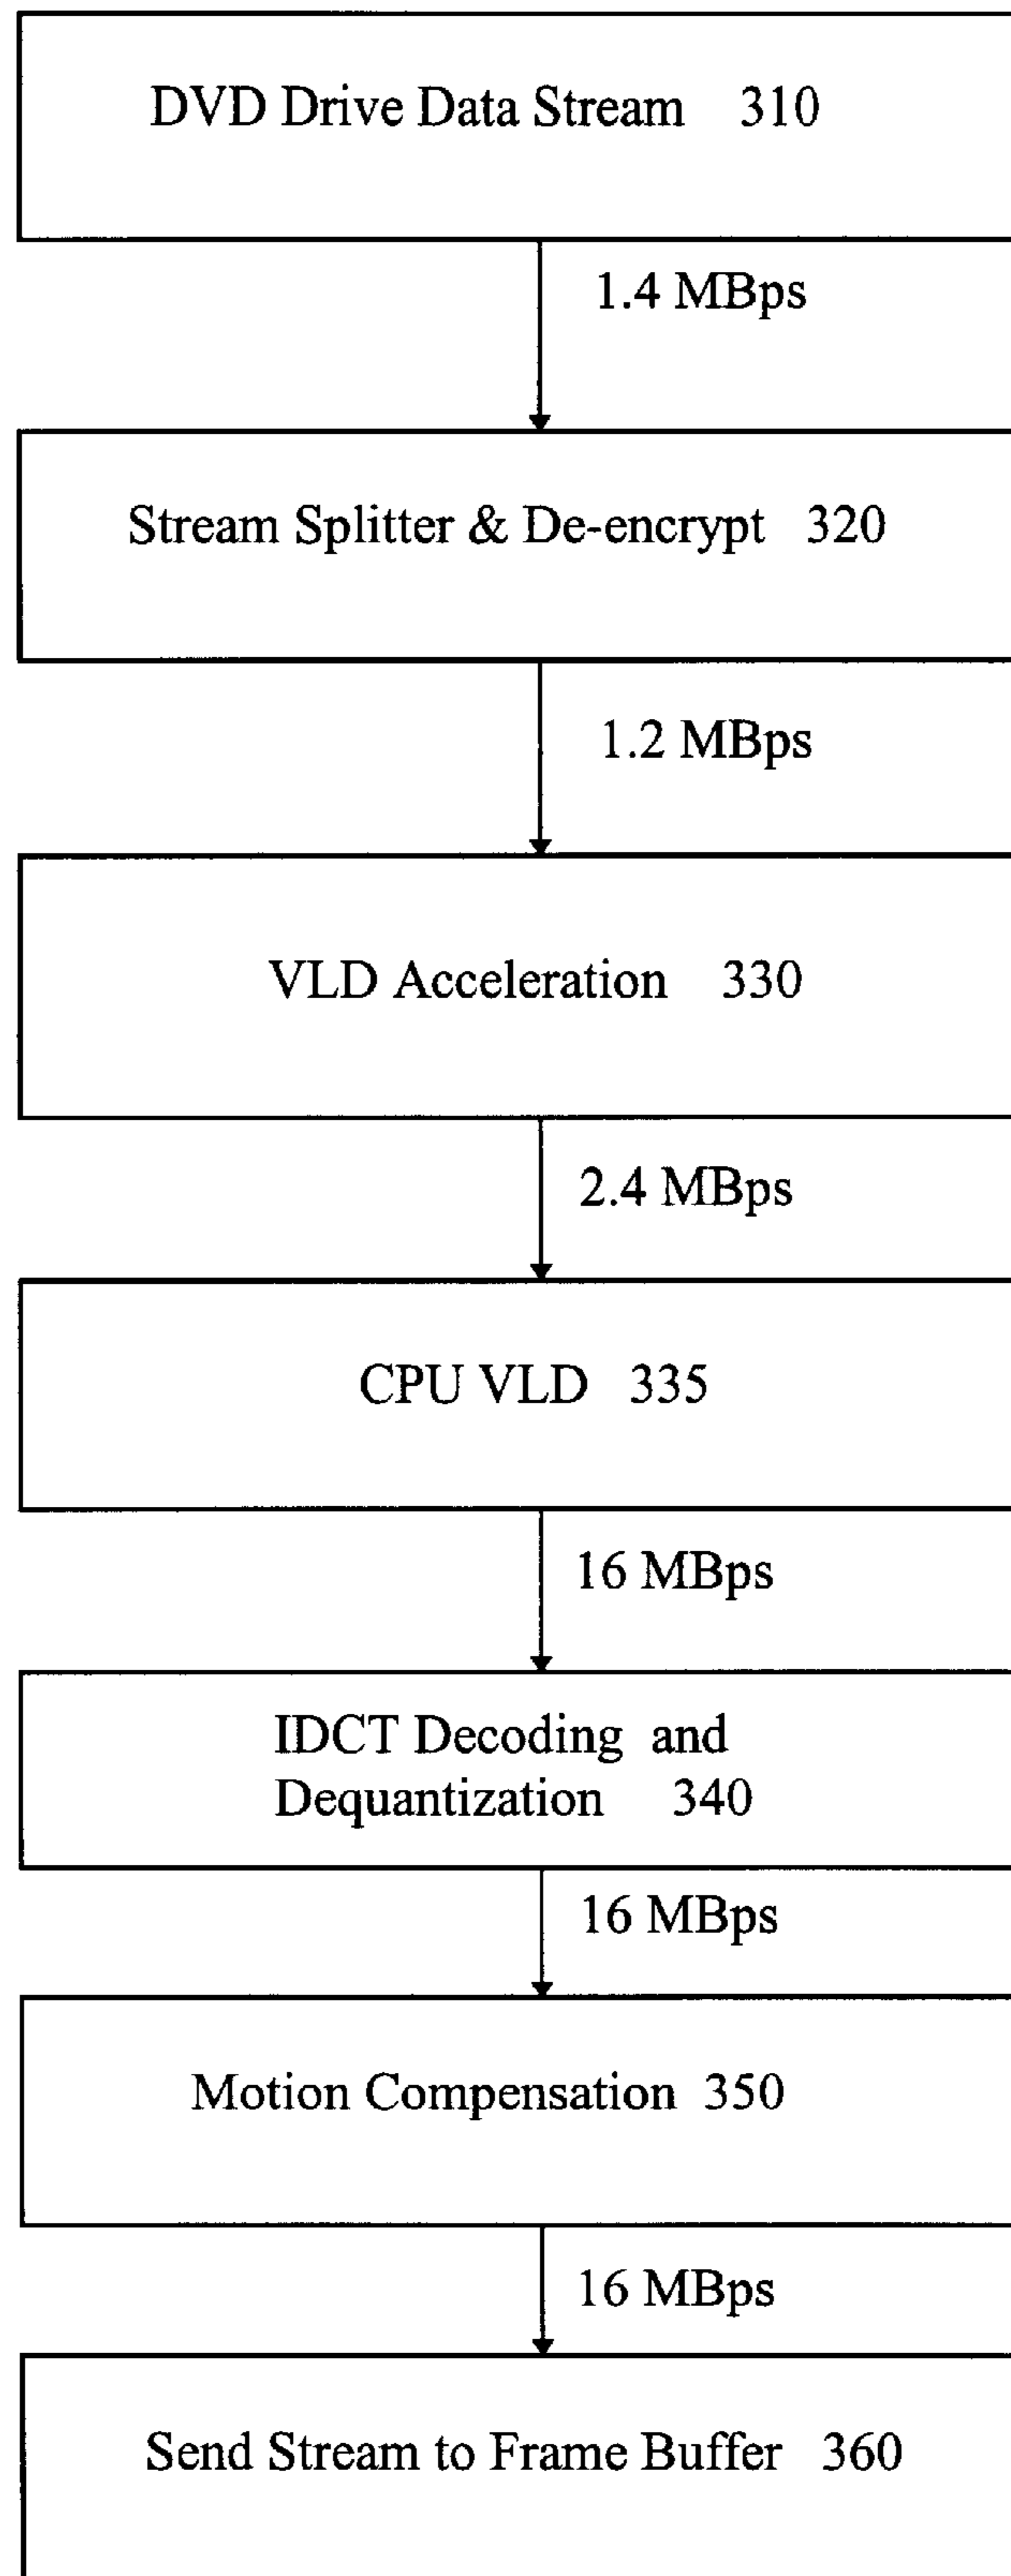 DVD Drive Data Stream 310
1.4 MBps
Stream Splitter & De-encrypt 320
1.2 MBps
VLD Acceleration 330
2.4 MBps
CPU VLD 335
16 MBps
IDCT Decoding and
Dequantization 340
16 MBps
Motion Compensation 350
16 MBps
Send Stream to Frame Buffer 360